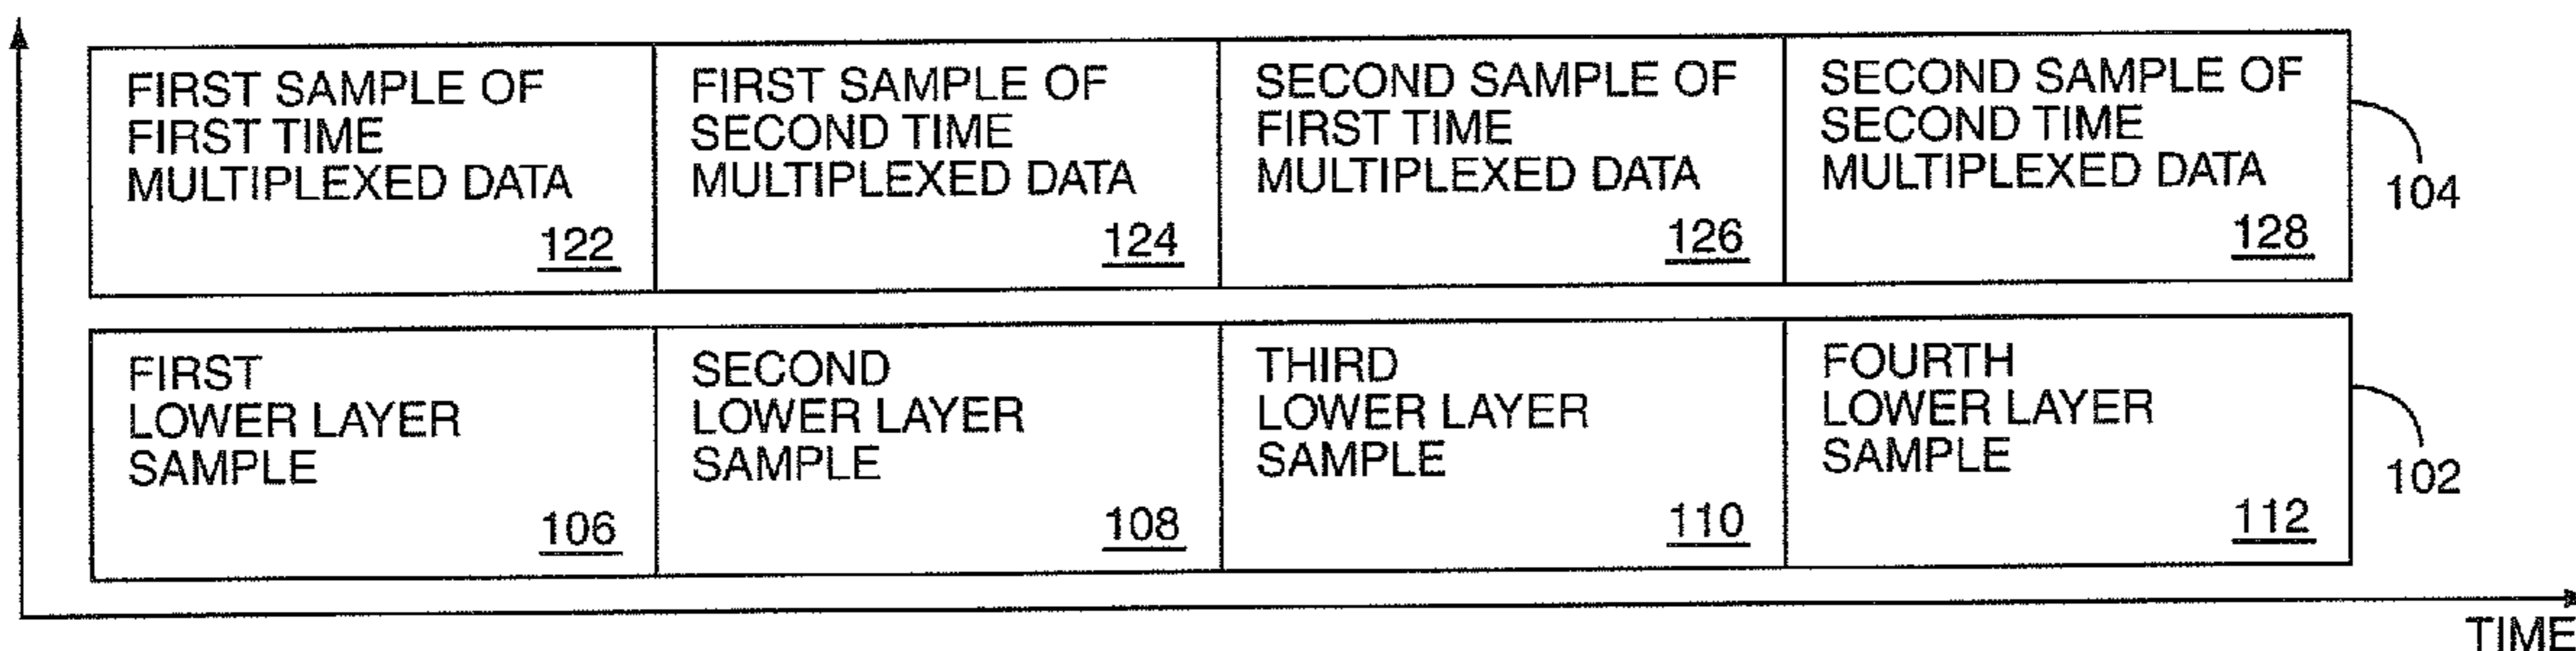 FIRST SAMPLE OF
FIRST TIME
MULTIPLEXED DATA
122
FIRST SAMPLE OF
SECOND TIME
MULTIPLEXED DATA
124
SECOND SAMPLE OF
FIRST TIME
MULTIPLEXED DATA
126
SECOND SAMPLE OF
SECOND TIME
MULTIPLEXED DATA
128
104
FIRST
LOWER LAYER
SAMPLE
106
SECOND
LOWER LAYER
SAMPLE
108
THIRD
LOWER LAYER
SAMPLE
110
FOURTH
LOWER LAYER
SAMPLE
112
102
TIME